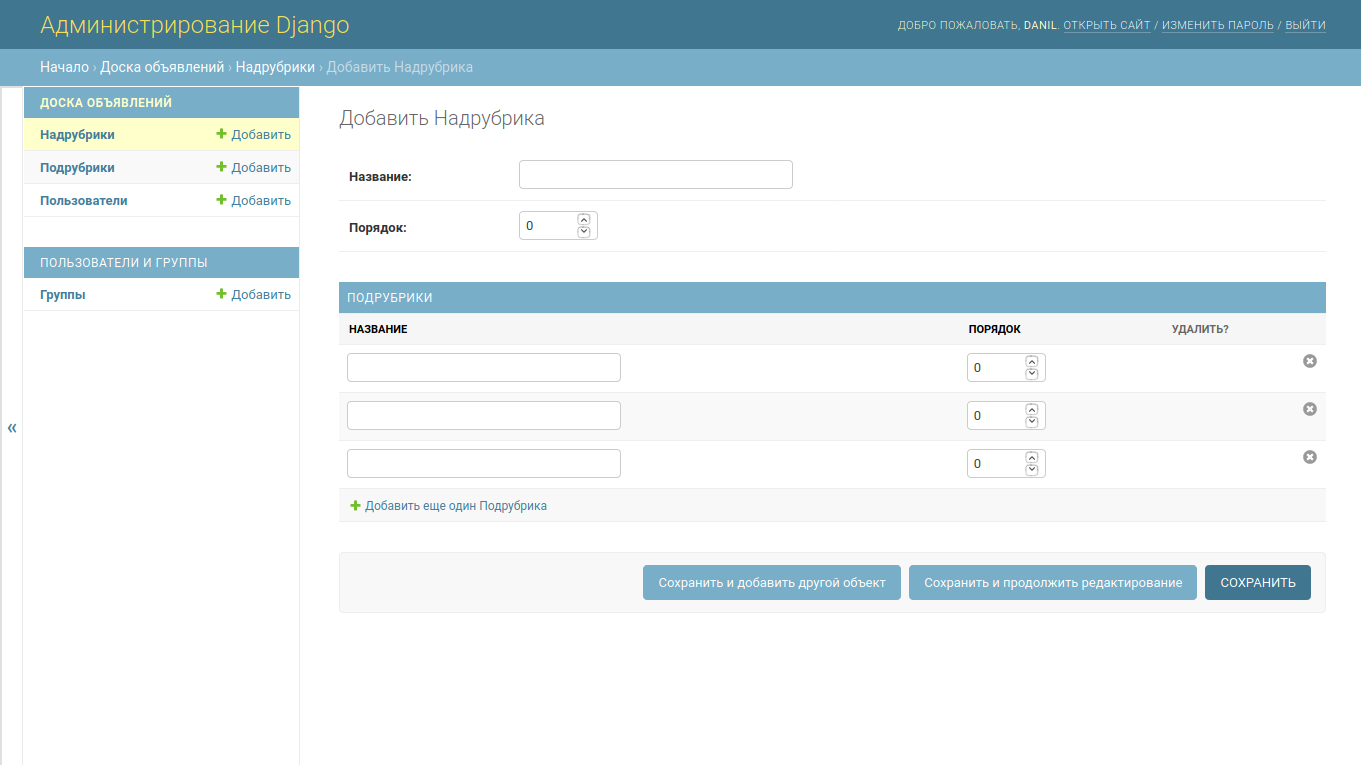 Администрирование Django
ДОБРО ПОЖАЛОВАТЬ, DANIL. ОТКРЫТЬ САЙТ / ИЗМЕНИТЬ ПАРОЛЬ / ВЫЙТИ
Начало › Доска объявлений › Надрубрики › Добавить Надрубрика
«
ДОСКА ОБЪЯВЛЕНИЙ
Надрубрики Добавить
Подрубрики Добавить
Пользователи Добавить
ПОЛЬЗОВАТЕЛИ И ГРУППЫ
Группы Добавить
Добавить Надрубрика
Название:
Порядок: 0
ПОДРУБРИКИ
НАЗВАНИЕ ПОРЯДОК УДАЛИТЬ?
0
0
0
Добавить еще один Подрубрика
Сохранить и добавить другой объект Сохранить и продолжить редактирование СОХРАНИТЬ